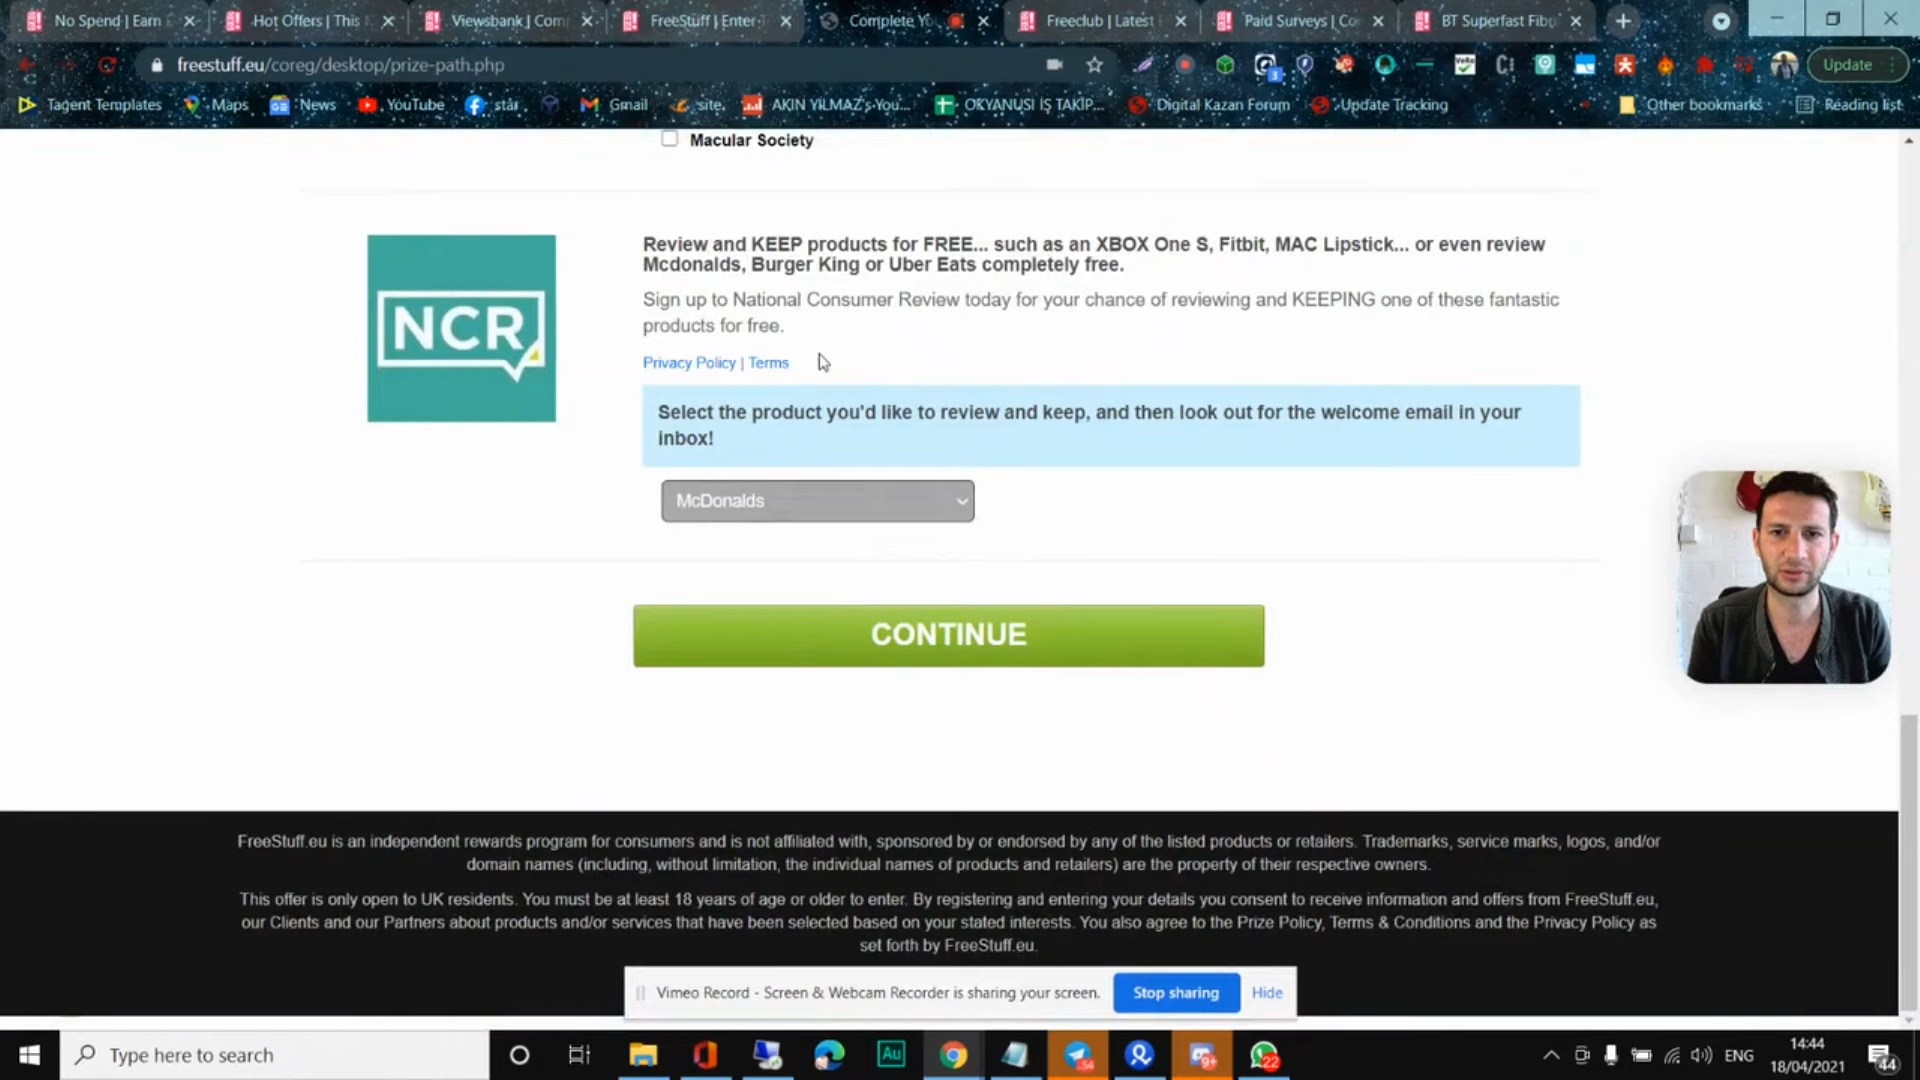 No Spend | Earn
Hot Offers | This
Viewsbank | Com
FreeStuff | Enter
Complete Yo
Freeclub | Latest
Paid Surveys | Co
BT Superfast Fib
freestuff.eu/coreg/desktop/prize-path.php
Update
Tagent Templates
Maps
News
YouTube
star
Gmail
site.
AKIN YILMAZ's You...
OKYANUSI İŞ TAKİP...
Digital Kazan Forum
Update Tracking
Other bookmarks
Reading list
Macular Society
NCR
Review and KEEP products for FREE... such as an XBOX One S, Fitbit, MAC Lipstick... or even review
Mcdonalds, Burger King or Uber Eats completely free.
Sign up to National Consumer Review today for your chance of reviewing and KEEPING one of these fantastic
products for free.
Privacy Policy | Terms
Select the product you'd like to review and keep, and then look out for the welcome email in your
inbox!
McDonalds
CONTINUE
FreeStuff.eu is an independent rewards program for consumers and is not affiliated with, sponsored by or endorsed by any of the listed products or retailers. Trademarks, service marks, logos, and/or
domain names (including, without limitation, the individual names of products and retailers) are the property of their respective owners.
This offer is only open to UK residents. You must be at least 18 years of age or older to enter. By registering and entering your details you consent to receive information and offers from FreeStuff.eu,
our Clients and our Partners about products and/or services that have been selected based on your stated interests. You also agree to the Prize Policy, Terms & Conditions and the Privacy Policy as
set forth by FreeStuff.eu.
Vimeo Record - Screen & Webcam Recorder is sharing your screen.
Stop sharing
Hide
Type here to search
Au
9+
22
ENG
14:44
18/04/2021
44